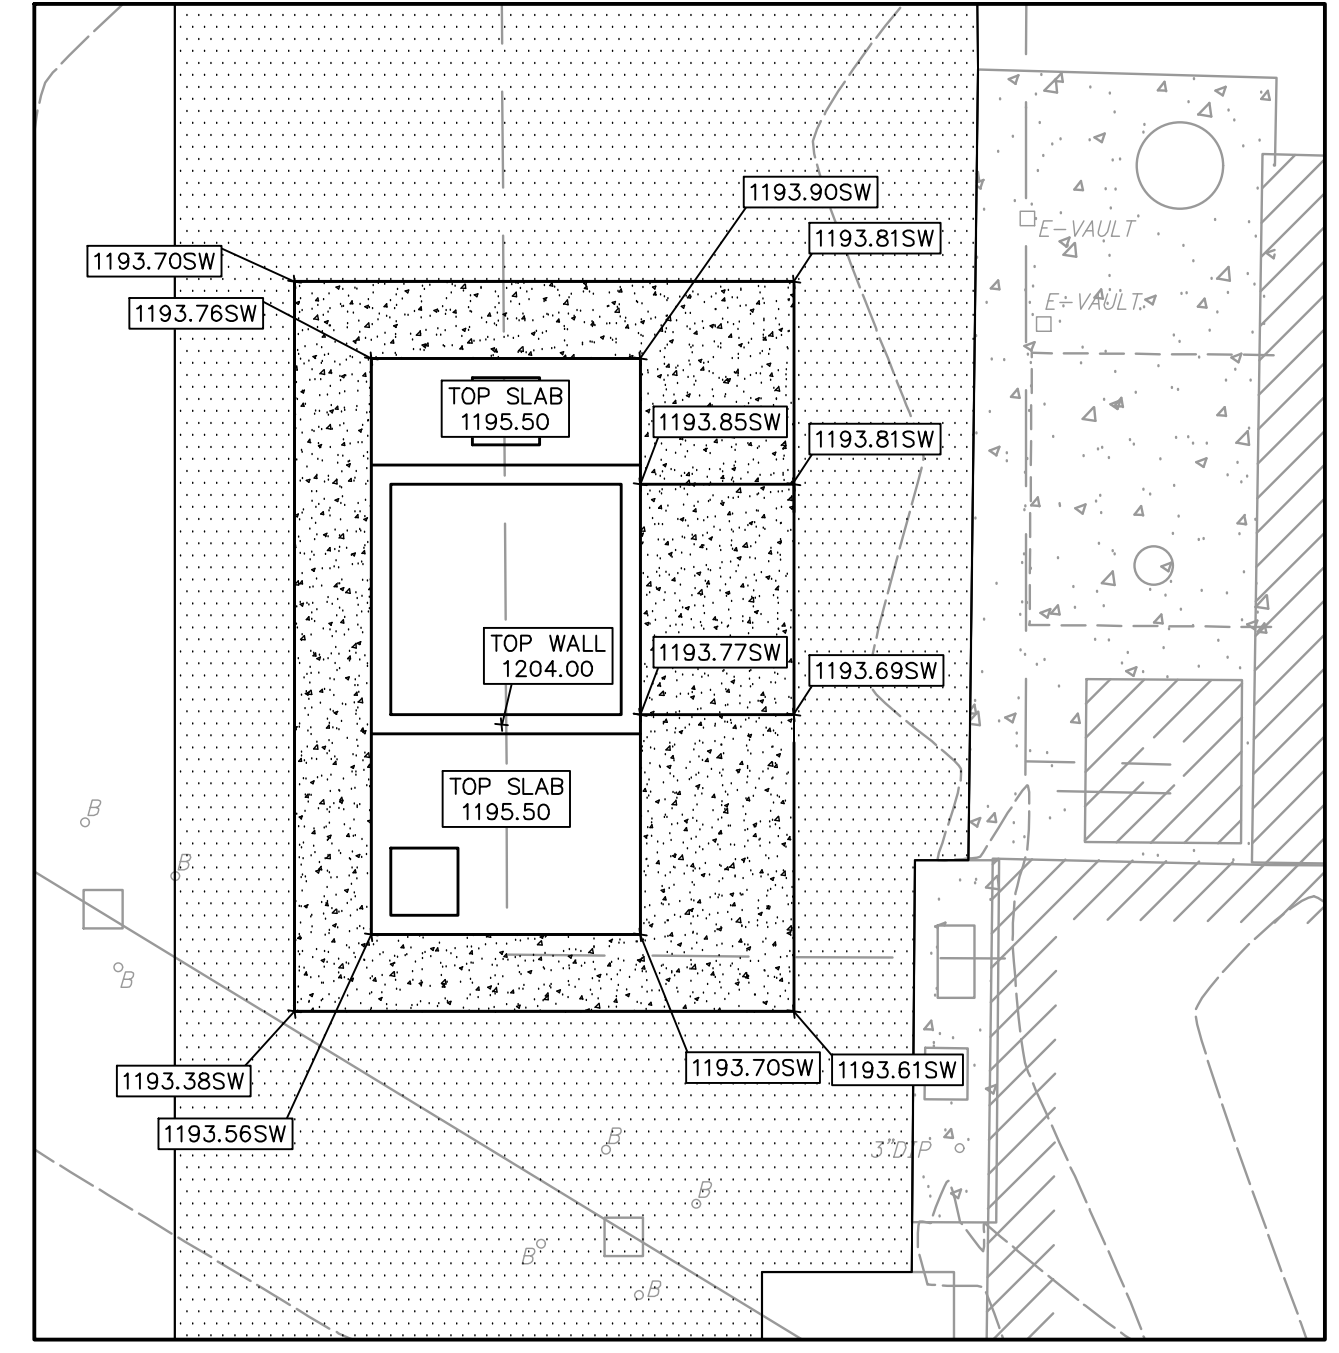 1193.90SW
E-VAULT
1193.81SW
1193.70SW
E-VAULT
1193.76SW
TOP SLAB
1195.50
1193.85SW
1193.81SW
TOP WALL
1204.00
1193.77SW
1193.69SW
TOP SLAB
1195.50
B
B
B
1193.70SW
1193.61SW
1193.38SW
1193.56SW
B
3"DIP
B
B
B